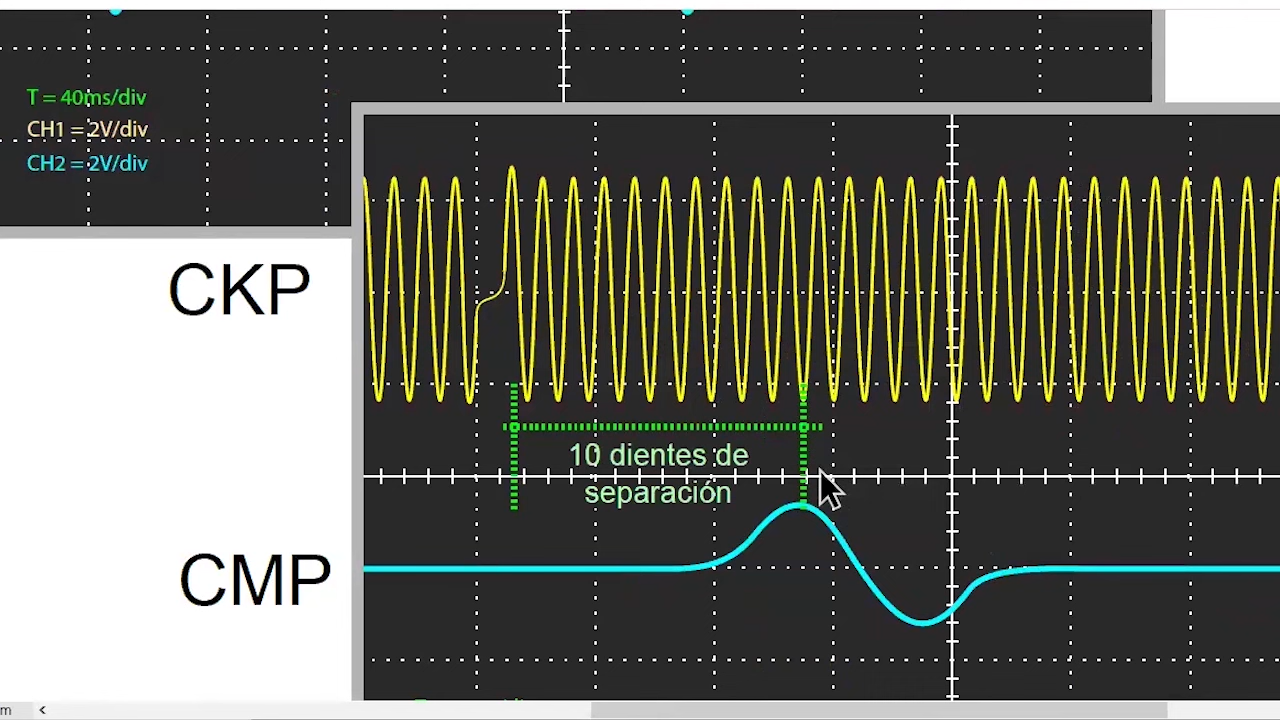 T = 40ms/div
CH1 = 2V/div
CH2 = 2V/div
CKP
10 dientes de
separación
CMP
m